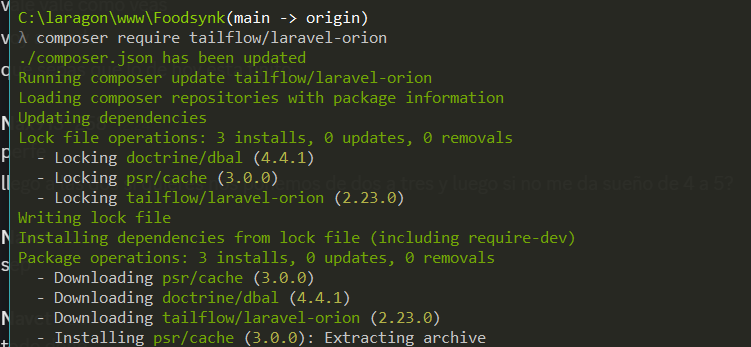 C:\laragon\www\Foodsynk(main -> origin)
λ composer require tailflow/laravel-orion
./composer.json has been updated
Running composer update tailflow/laravel-orion
Loading composer repositories with package information
Updating dependencies
Lock file operations: 3 installs, 0 updates, 0 removals
- Locking doctrine/dbal (4.4.1)
- Locking psr/cache (3.0.0)
- Locking tailflow/laravel-orion (2.23.0)
Writing lock file
Installing dependencies from lock file (including require-dev)
Package operations: 3 installs, 0 updates, 0 removals
- Downloading psr/cache (3.0.0)
- Downloading doctrine/dbal (4.4.1)
- Downloading tailflow/laravel-orion (2.23.0)
- Installing psr/cache (3.0.0): Extracting archive